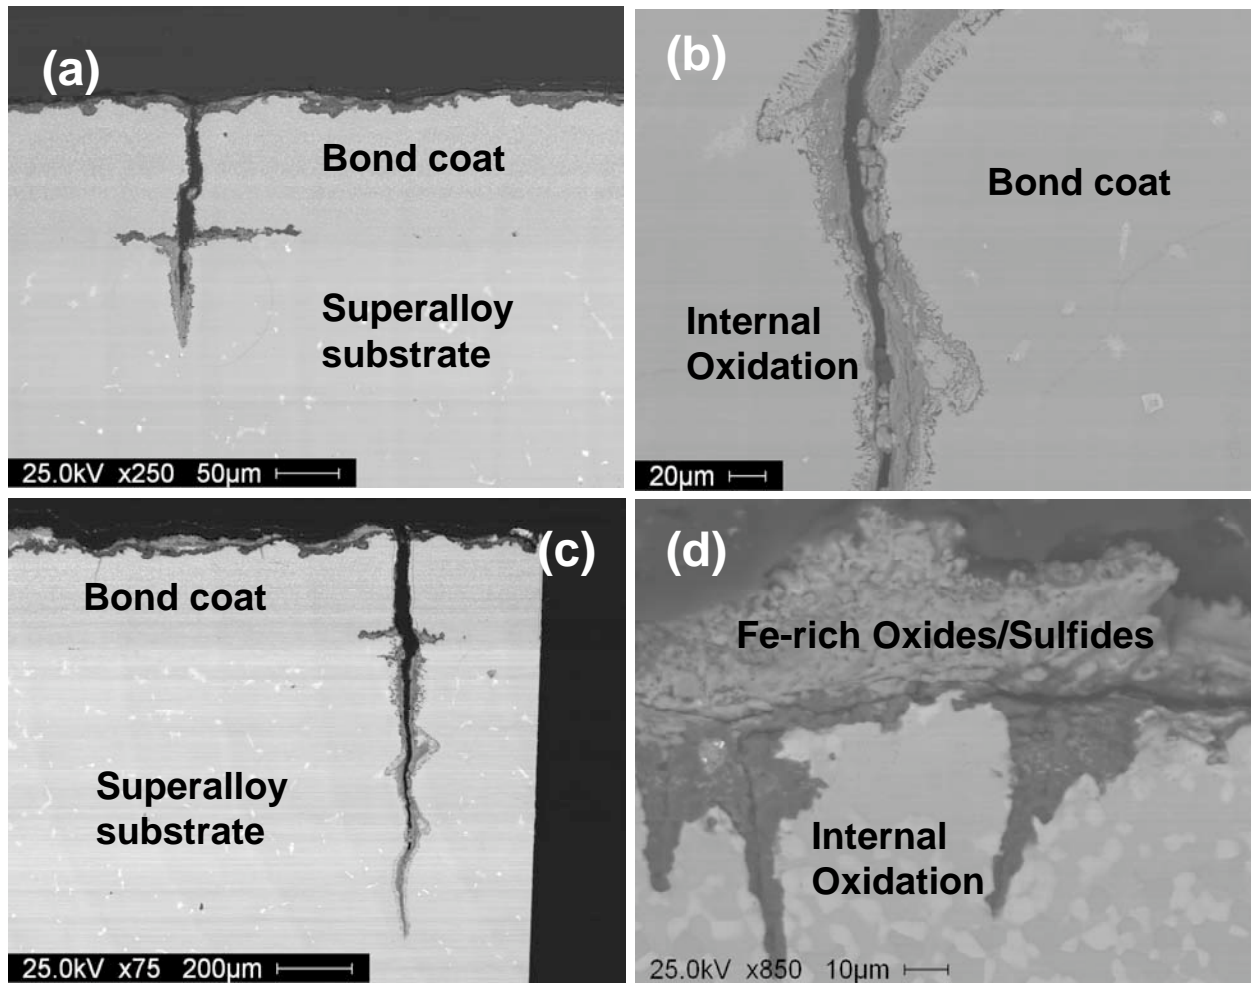 (a)
Bond coat
Superalloy
substrate
25.0kV x250 50µm
(b)
Bond coat
Internal
Oxidation
20µm
(c)
Bond coat
Superalloy
substrate
25.0kV x75 200µm
(d)
Fe-rich Oxides/Sulfides
Internal
Oxidation
25.0kV x850 10µm